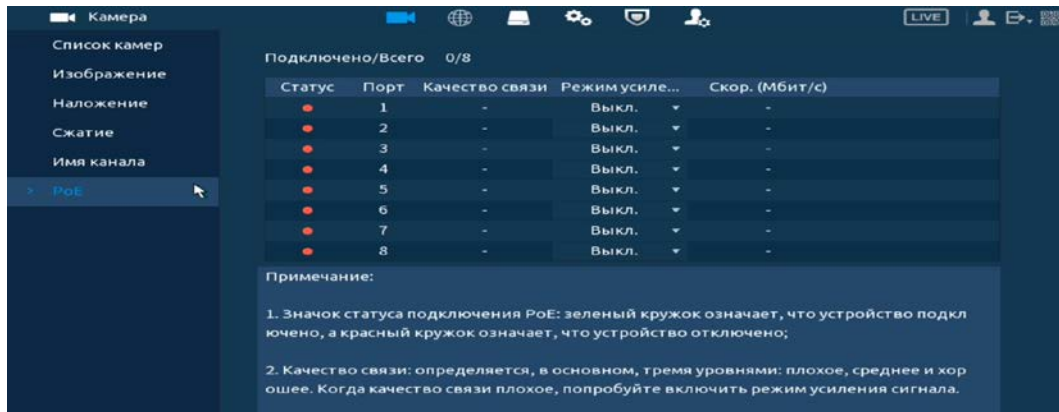 Камера
LIVE
Список камер
Изображение
Наложение
Сжатие
Имя канала
> PoE
Подключено/Всего 0/8
Статус Порт Качество связи Режим усиле... Скор. (Мбит/с)
1 - Выкл. -
2 - Выкл. -
3 - Выкл. -
4 - Выкл. -
5 - Выкл. -
6 - Выкл. -
7 - Выкл. -
8 - Выкл. -
Примечание:
1. Значок статуса подключения PoE: зеленый кружок означает, что устройство подкл
ючено, а красный кружок означает, что устройство отключено;
2. Качество связи: определяется, в основном, тремя уровнями: плохое, среднее и хор
ошее. Когда качество связи плохое, попробуйте включить режим усиления сигнала.